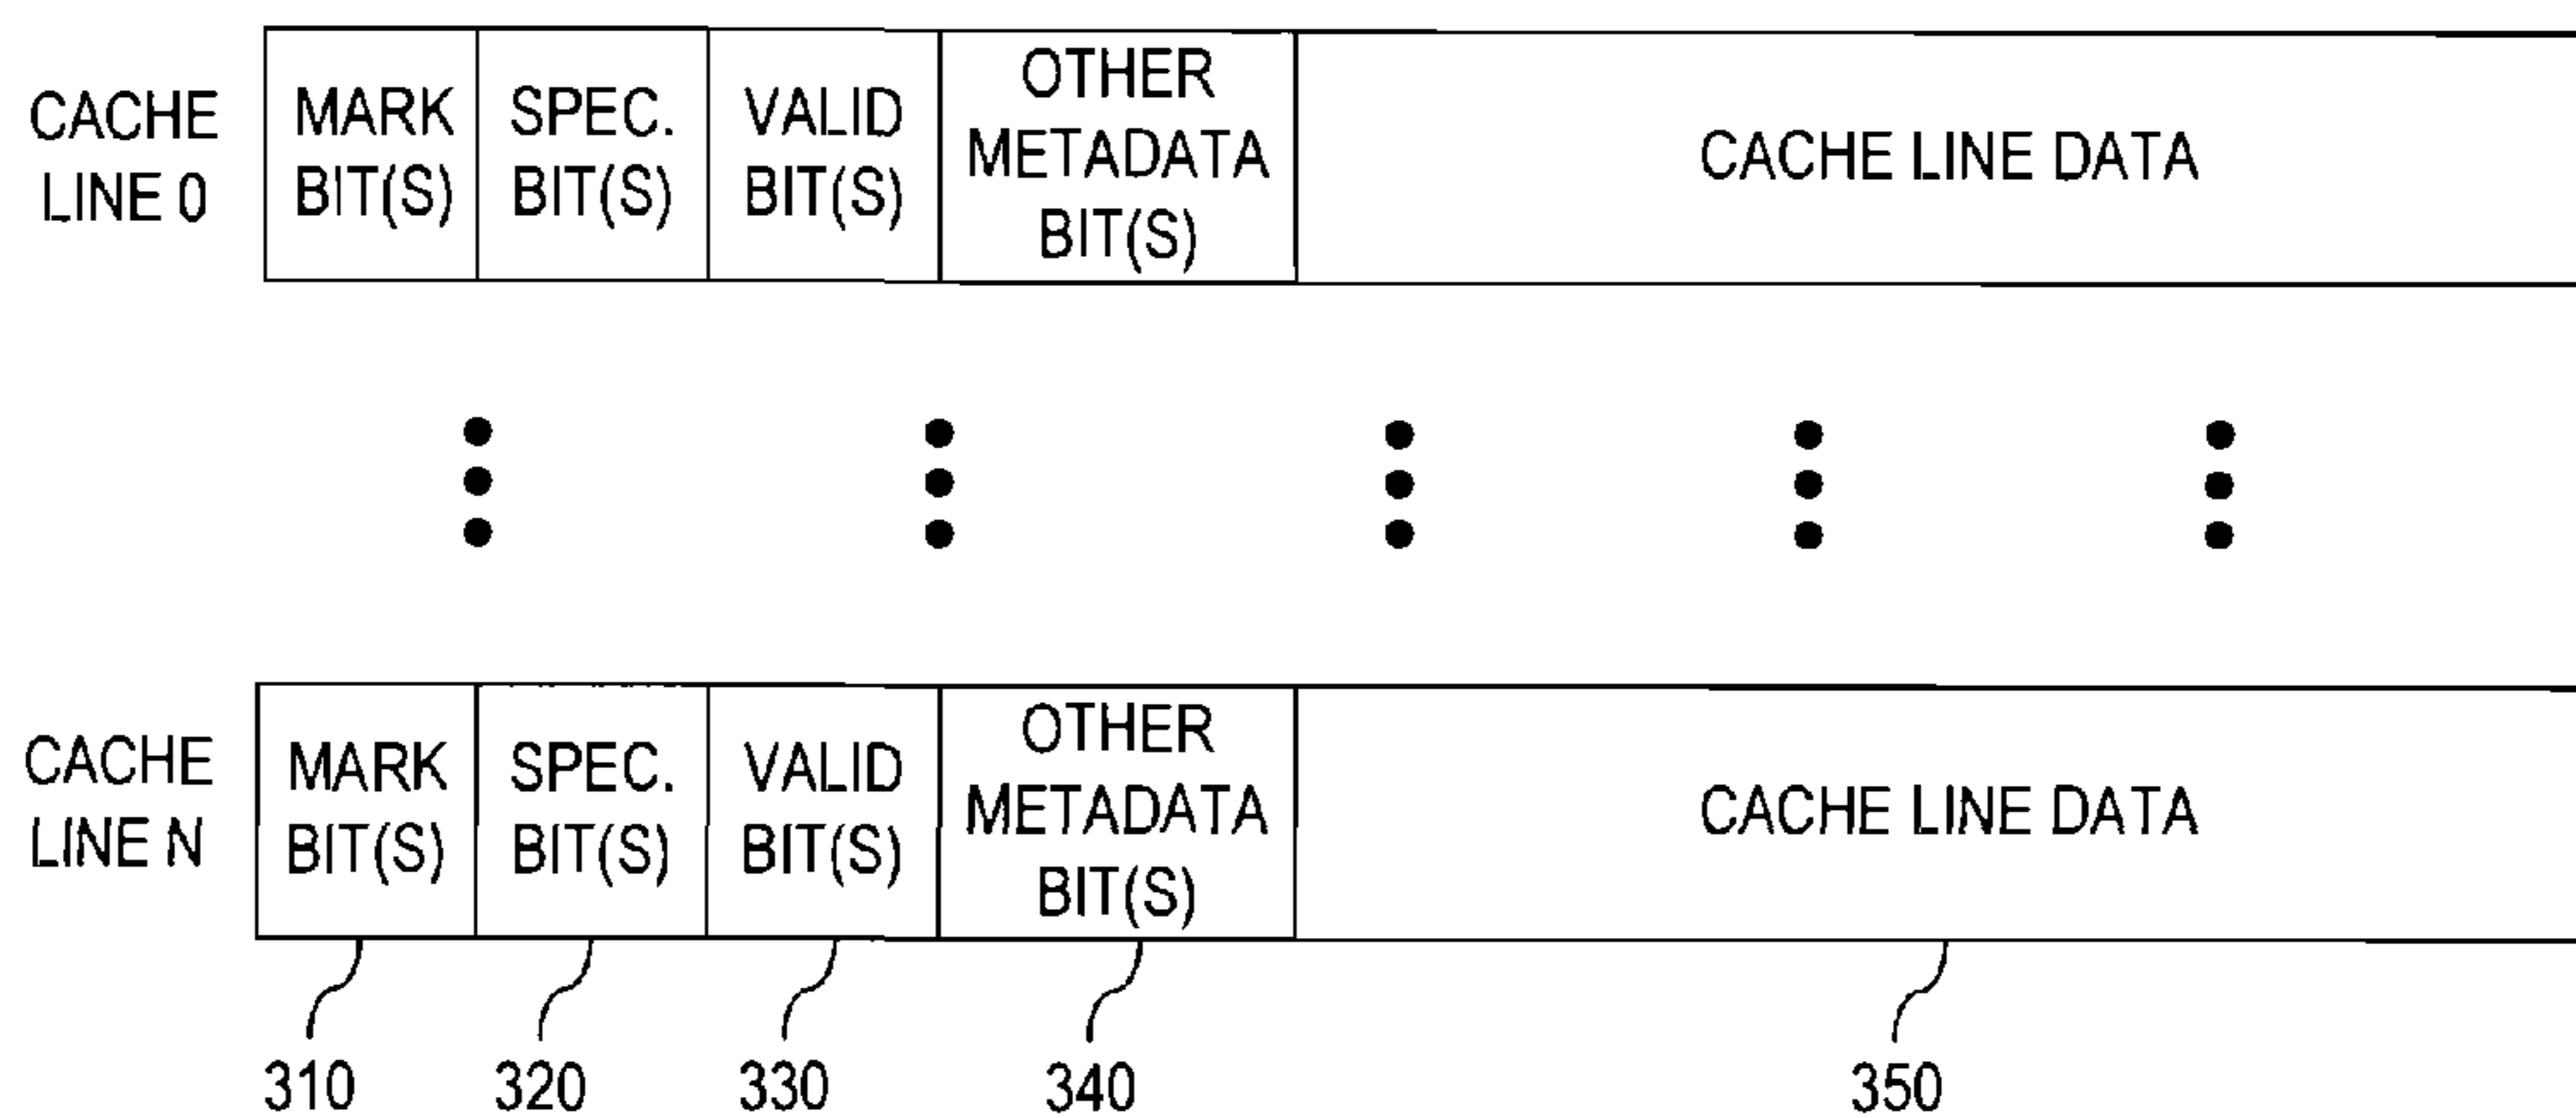 CACHE
LINE 0
MARK
BIT(S)
SPEC.
BIT(S)
VALID
BIT(S)
OTHER
METADATA
BIT(S)
CACHE LINE DATA
CACHE
LINE N
MARK
BIT(S)
SPEC.
BIT(S)
VALID
BIT(S)
OTHER
METADATA
BIT(S)
CACHE LINE DATA
310
320
330
340
350